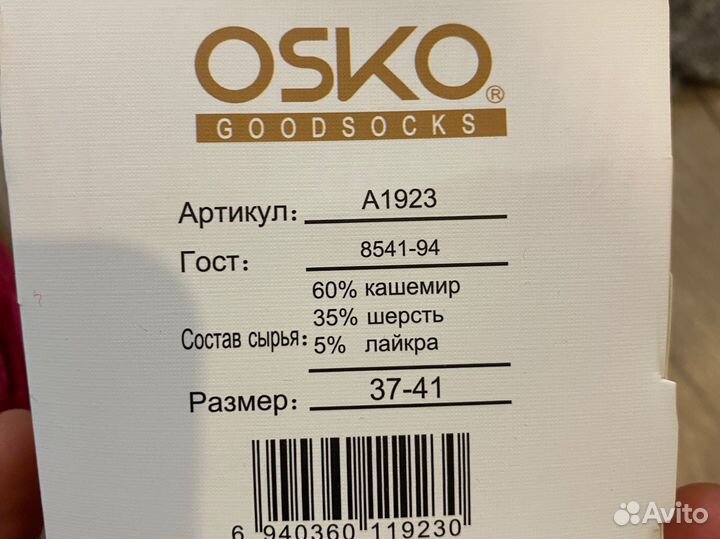 OSKO®
GOODSOCKS
Артикул: A1923
Гост: 8541-94
60% кашемир
35% шерсть
Состав сырья: 5% лайкра
Размер: 37-41
6 940360 119230
Avito